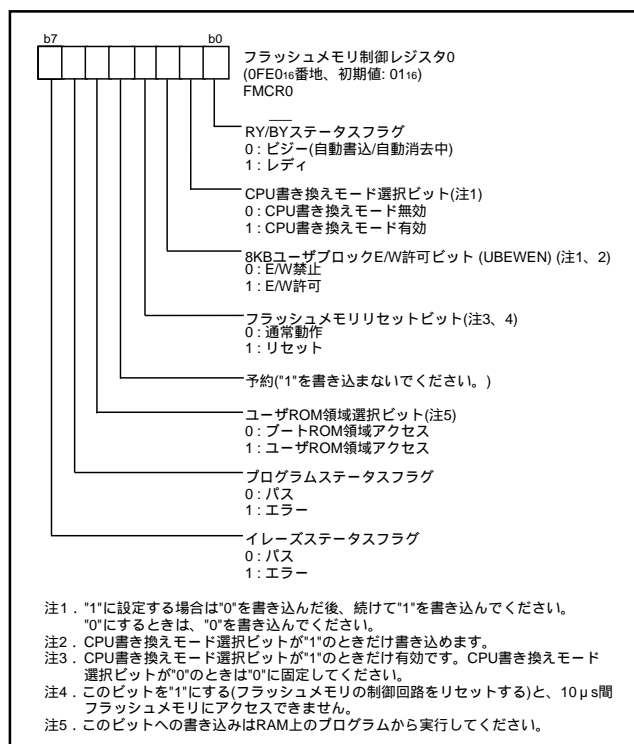 b7
b0
フラッシュメモリ制御レジスタ0
(0FE016番地、初期値: 0116)
FMCR0
RY/BYステータスフラグ
0 : ビジー(自動書込/自動消去中)
1 : レディ
CPU書き換えモード選択ビット(注1)
0 : CPU書き換えモード無効
1 : CPU書き換えモード有効
8KBユーザブロックE/W許可ビット (UBEWEN) (注1、2)
0 : E/W禁止
1 : E/W許可
フラッシュメモリリセットビット(注3、4)
0 : 通常動作
1 : リセット
予約("1"を書き込まないでください。)
ユーザROM領域選択ビット(注5)
0 : ブートROM領域アクセス
1 : ユーザROM領域アクセス
プログラムステータスフラグ
0 : パス
1 : エラー
イレーズステータスフラグ
0 : パス
1 : エラー
注1．"1"に設定する場合は"0"を書き込んだ後、続けて"1"を書き込んでください。
"0"にするときは、"0"を書き込んでください。
注2．CPU書き換えモード選択ビットが"1"のときだけ書き込めます。
注3．CPU書き換えモード選択ビットが"1"のときだけ有効です。CPU書き換えモード
選択ビットが"0"のときは"0"に固定してください。
注4．このビットを"1"にする(フラッシュメモリの制御回路をリセットする)と、10μs間
フラッシュメモリにアクセスできません。
注5．このビットへの書き込みはRAM上のプログラムから実行してください。